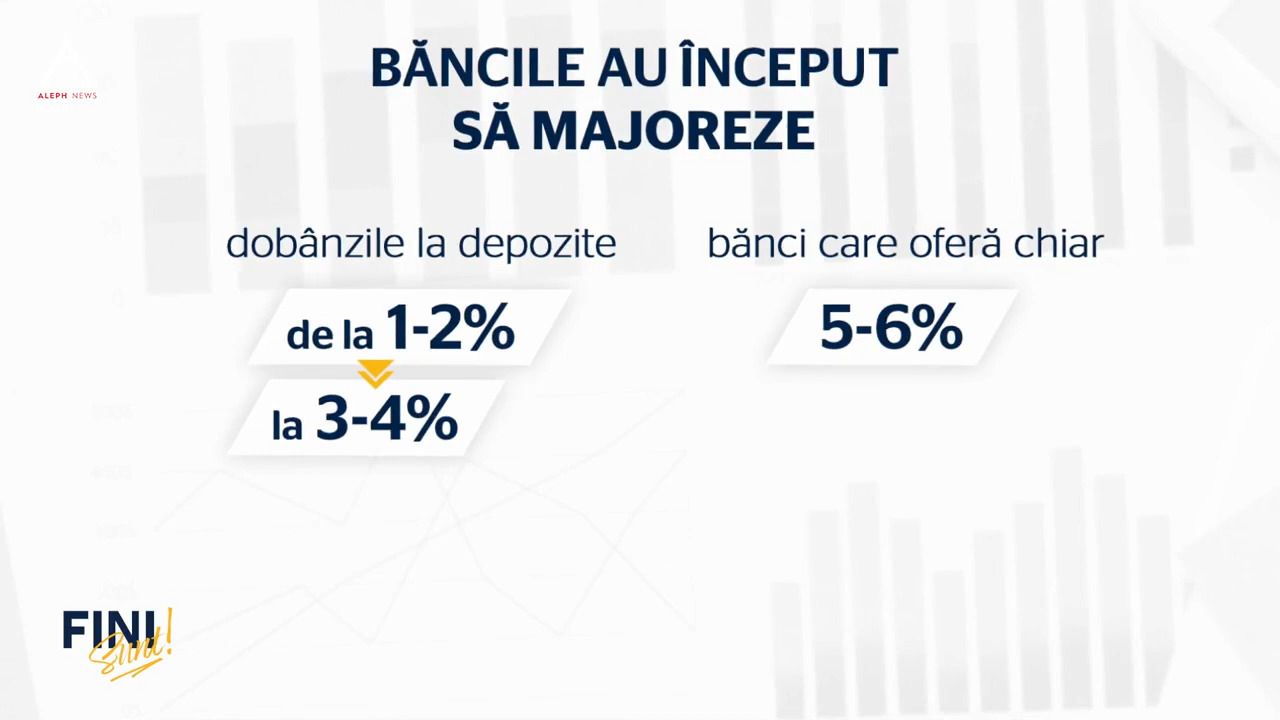 ALEPH NEWS
BĂNCILE AU ÎNCEPUT
SĂ MAJOREZE
dobânzile la depozite
de la 1-2%
la 3-4%
bănci care oferă chiar
5-6%
FINI
sunt!